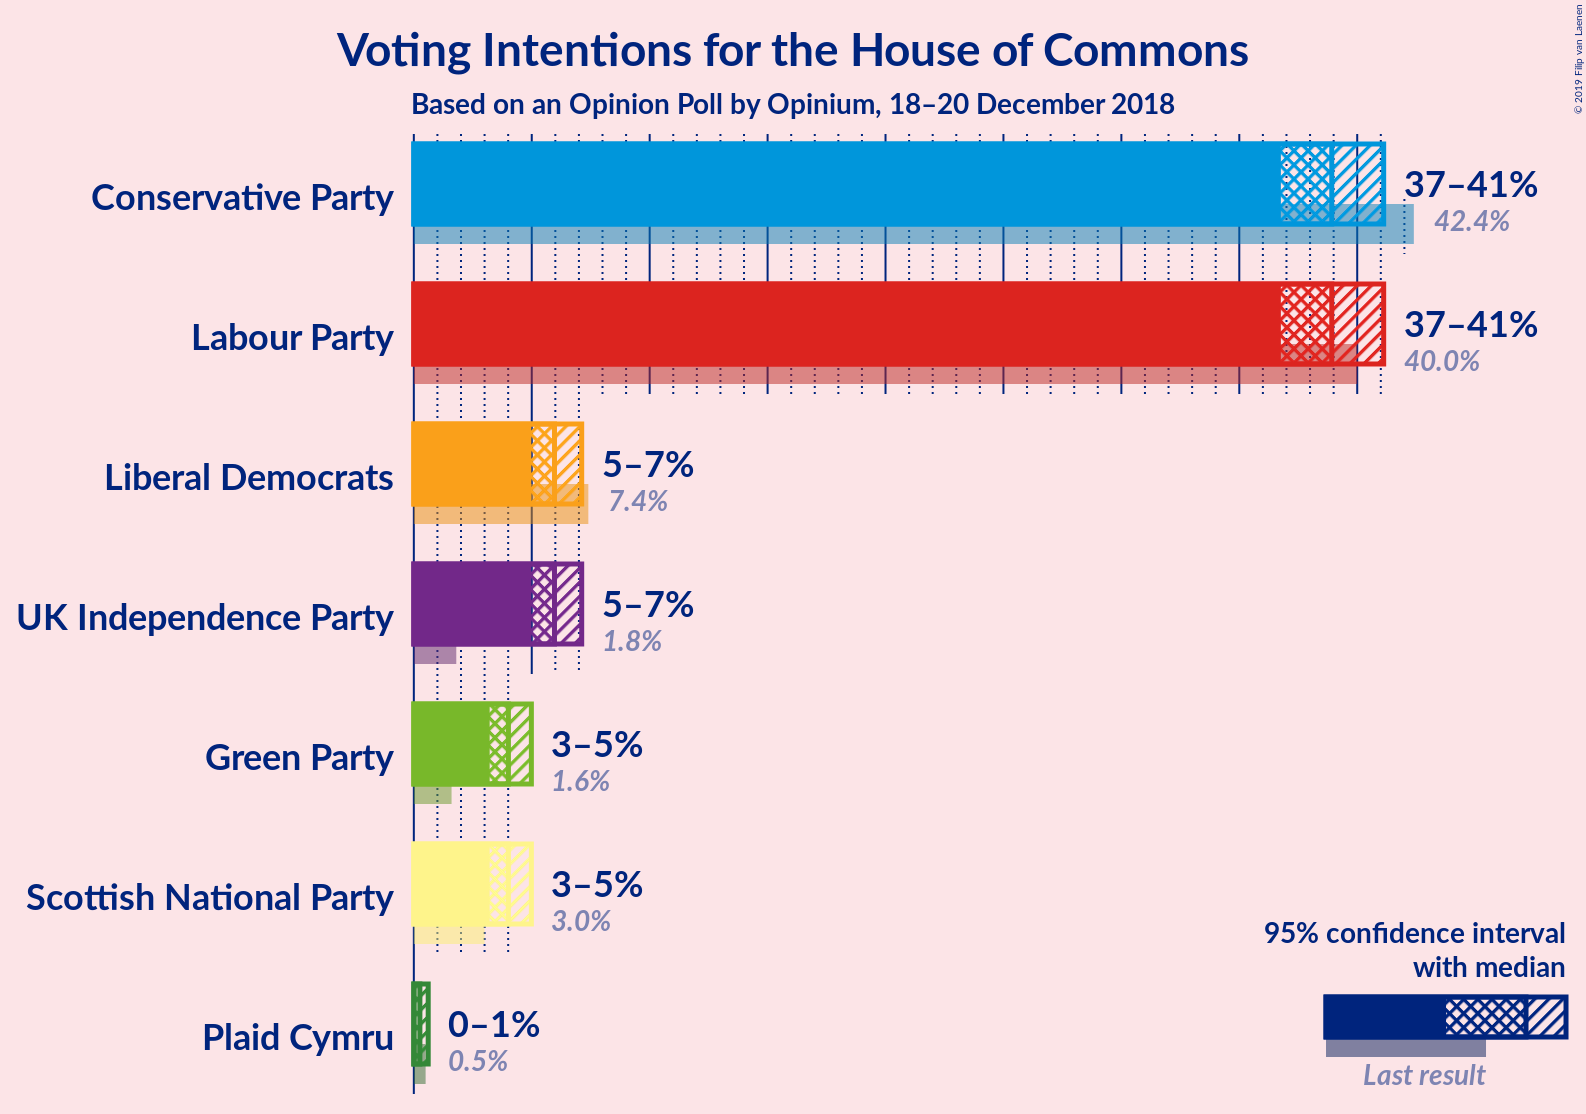 Voting Intentions for the House of Commons
Based on an Opinion Poll by Opinium, 18–20 December 2018
© 2019 Filip van Laenen
Conservative Party
37–41%
42.4%
Labour Party
37–41%
40.0%
Liberal Democrats
5–7%
7.4%
UK Independence Party
5–7%
1.8%
Green Party
3–5%
1.6%
Scottish National Party
3–5%
3.0%
Plaid Cymru
0–1%
0.5%
95% confidence interval
with median
Last result